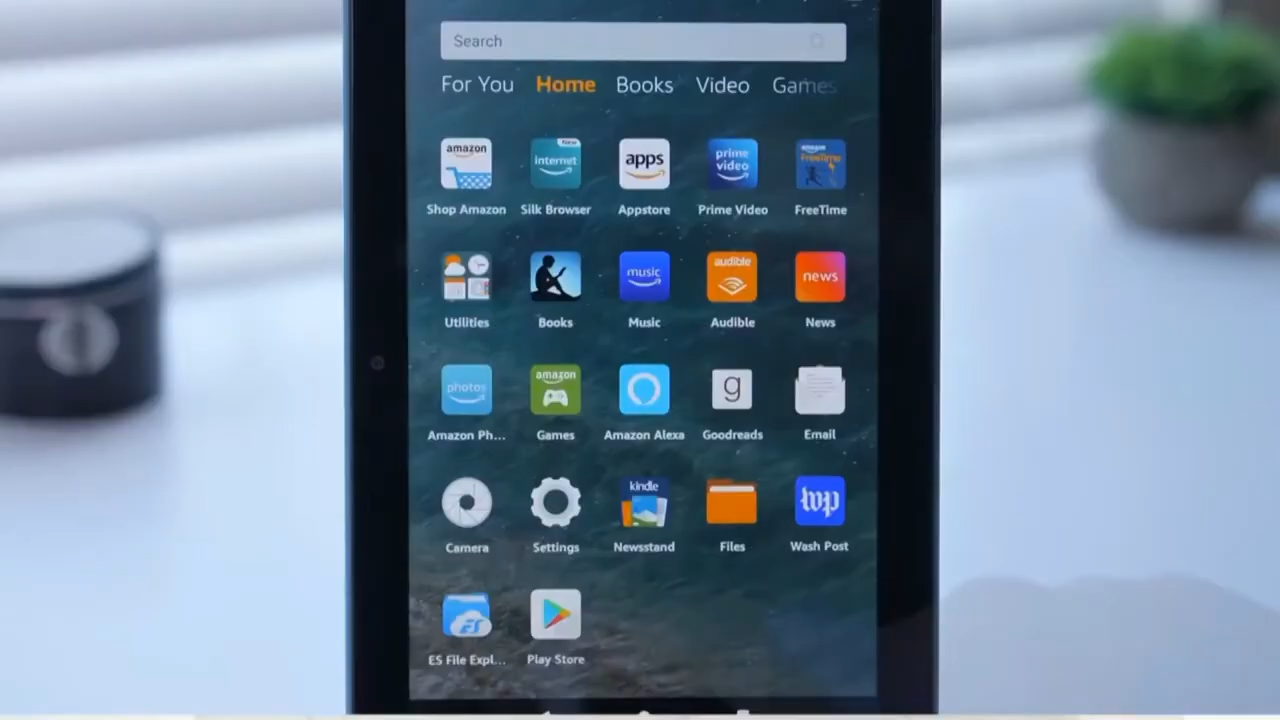 Search
For You Home Books Video Games
amazon
New
internet
apps
prime video
amazon FreeTime
Shop Amazon Silk Browser Appstore Prime Video FreeTime
music
audible
news
Utilities Books Music Audible News
photos
amazon
g
Amazon Ph... Games Amazon Alexa Goodreads Email
kindle
wp
Camera Settings Newsstand Files Wash Post
ES
ES File Expl... Play Store